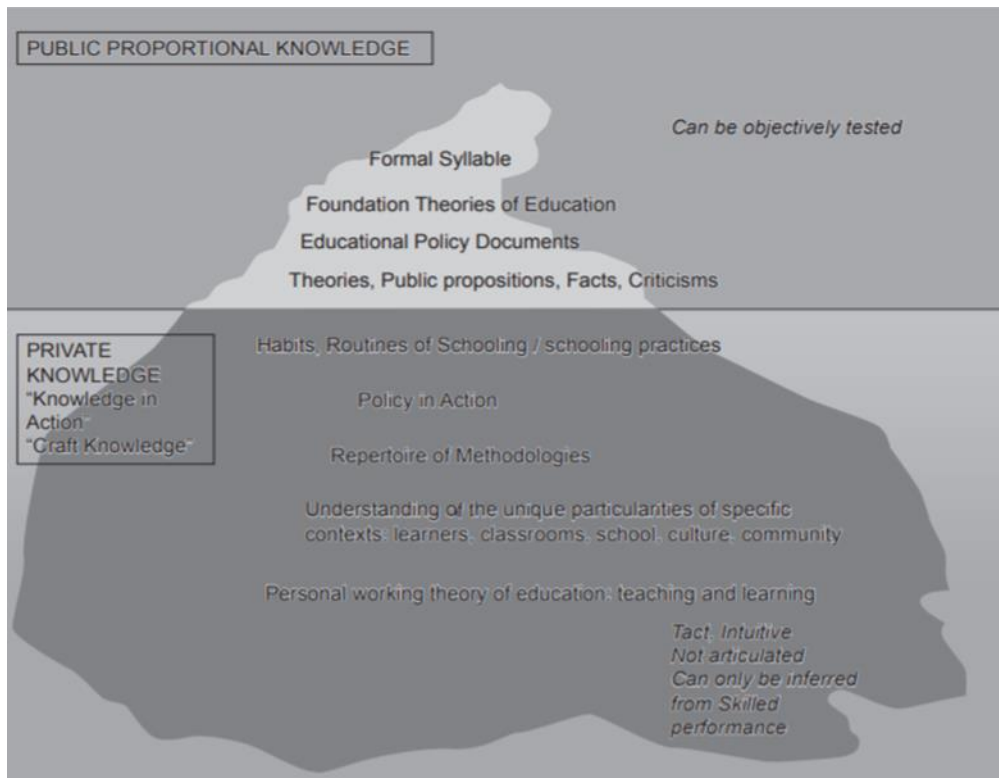 PUBLIC PROPORTIONAL KNOWLEDGE
Can be objectively tested
Formal Syllable
Foundation Theories of Education
Educational Policy Documents
Theories, Public propositions, Facts, Criticisms
PRIVATE
KNOWLEDGE
"Knowledge in
Action"
"Craft Knowledge"
Habits, Routines of Schooling / schooling practices
Policy in Action
Repertoire of Methodologies
Understanding of the unique particularities of specific
contexts: learners, classrooms, school, culture, community
Personal working theory of education: teaching and learning
Tact, Intuitive
Not articulated
Can only be inferred
from Skilled
performance